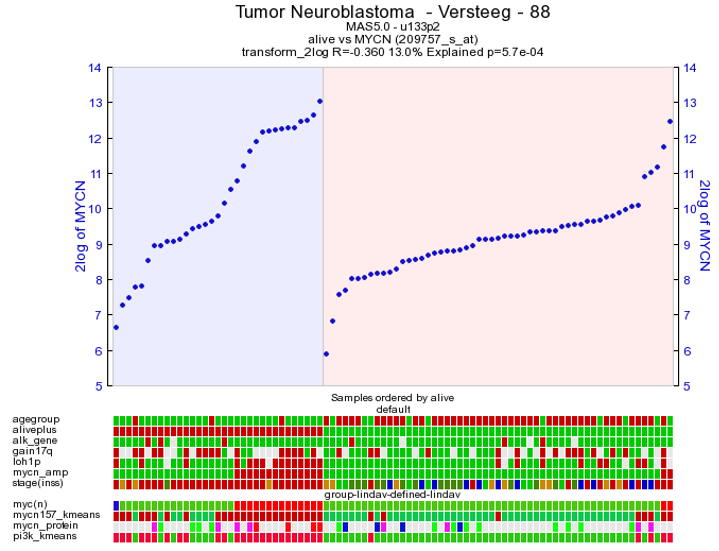 Tumor Neuroblastoma - Versteeg - 88
MAS5.0 - u133p2
alive vs MYCN (209757_s_at)
transform_2log R=-0.360 13.0% Explained p=5.7e-04
14
13
12
11
10
9
8
7
6
5
2log of MYCN
14
13
12
11
10
9
8
7
6
5
2log of MYCN
Samples ordered by alive
default
agegroup
aliveplus
alk_gene
gain17q
loh1p
mycn_amp
stage(inss)
group-lindav-defined-lindav
myc(n)
mycn157_kmeans
mycn_protein
pi3k_kmeans